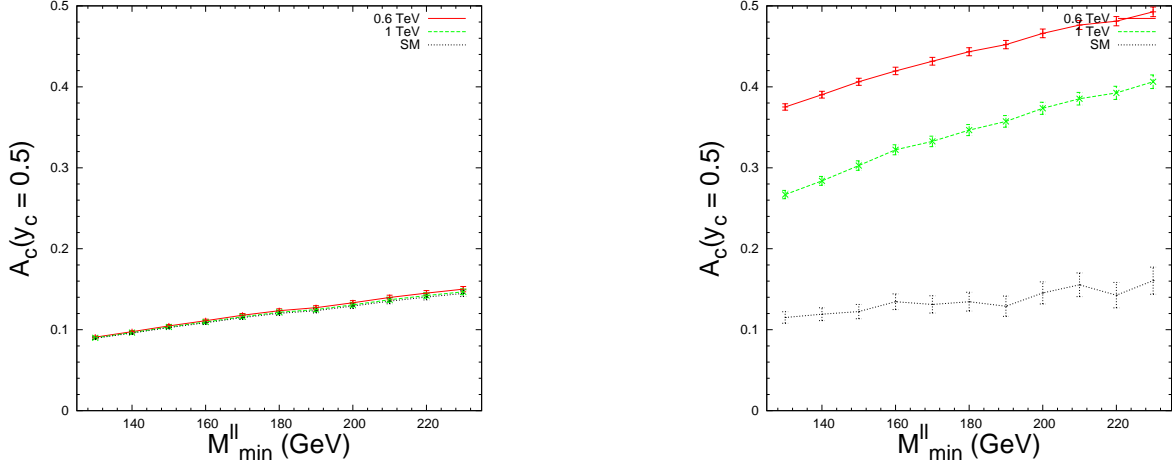 0.5
0.4
0.3
0.2
0.1
0
140 160 180 200 220
A_c(y_c = 0.5)
M^ll_min (GeV)
0.6 TeV
1 TeV
SM
0.5
0.4
0.3
0.2
0.1
0
140 160 180 200 220
A_c(y_c = 0.5)
M^ll_min (GeV)
0.6 TeV
1 TeV
SM